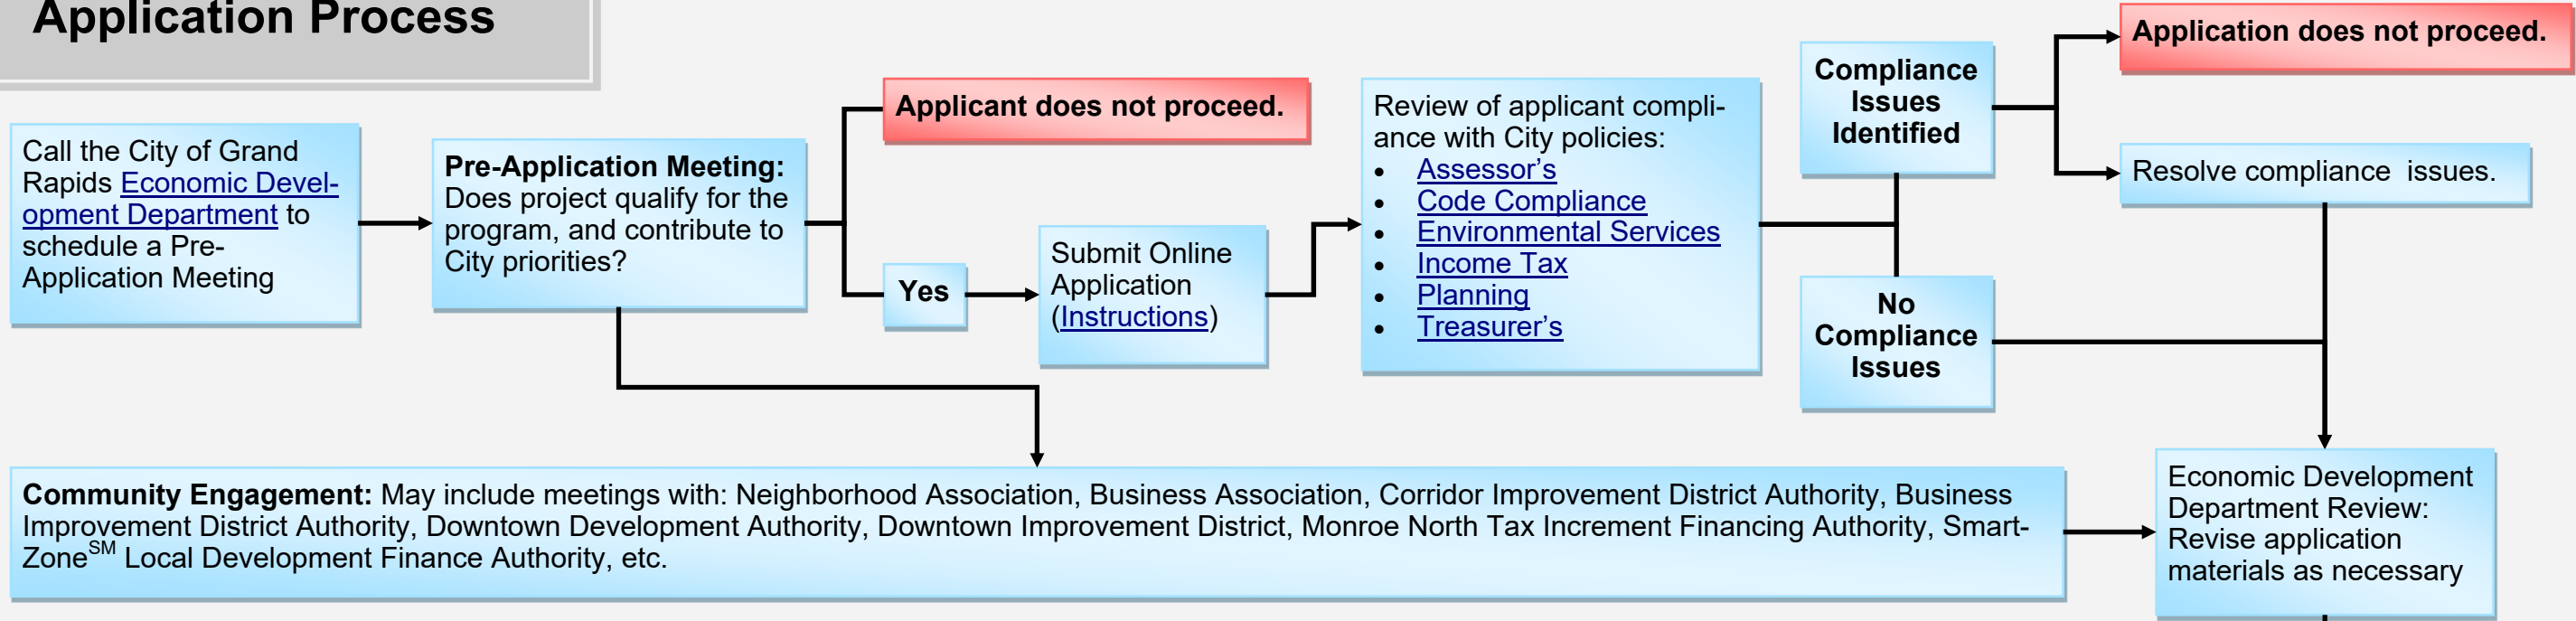 Application Process
Call the City of Grand
Rapids Economic Devel-
opment Department to
schedule a Pre-
Application Meeting
Pre-Application Meeting:
Does project qualify for the
program, and contribute to
City priorities?
Applicant does not proceed.
Yes
Submit Online
Application
(Instructions)
Review of applicant compli-
ance with City policies:
• Assessor’s
• Code Compliance
• Environmental Services
• Income Tax
• Planning
• Treasurer’s
Compliance
Issues
Identified
No
Compliance
Issues
Application does not proceed.
Resolve compliance  issues.
Community Engagement: May include meetings with: Neighborhood Association, Business Association, Corridor Improvement District Authority, Business
Improvement District Authority, Downtown Development Authority, Downtown Improvement District, Monroe North Tax Increment Financing Authority, Smart-
ZoneSM Local Development Finance Authority, etc.
Economic Development
Department Review:
Revise application
materials as necessary